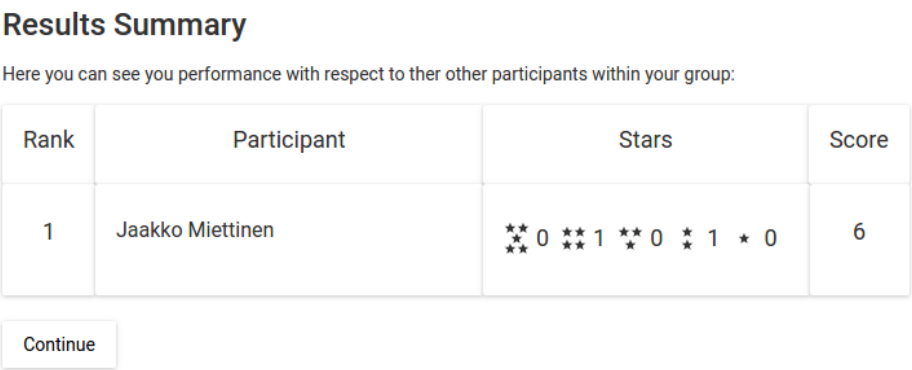 Results Summary
Here you can see you performance with respect to ther other participants within your group:
Rank Participant Stars Score
1 Jaakko Miettinen 0 1 0 1 0 6
Continue